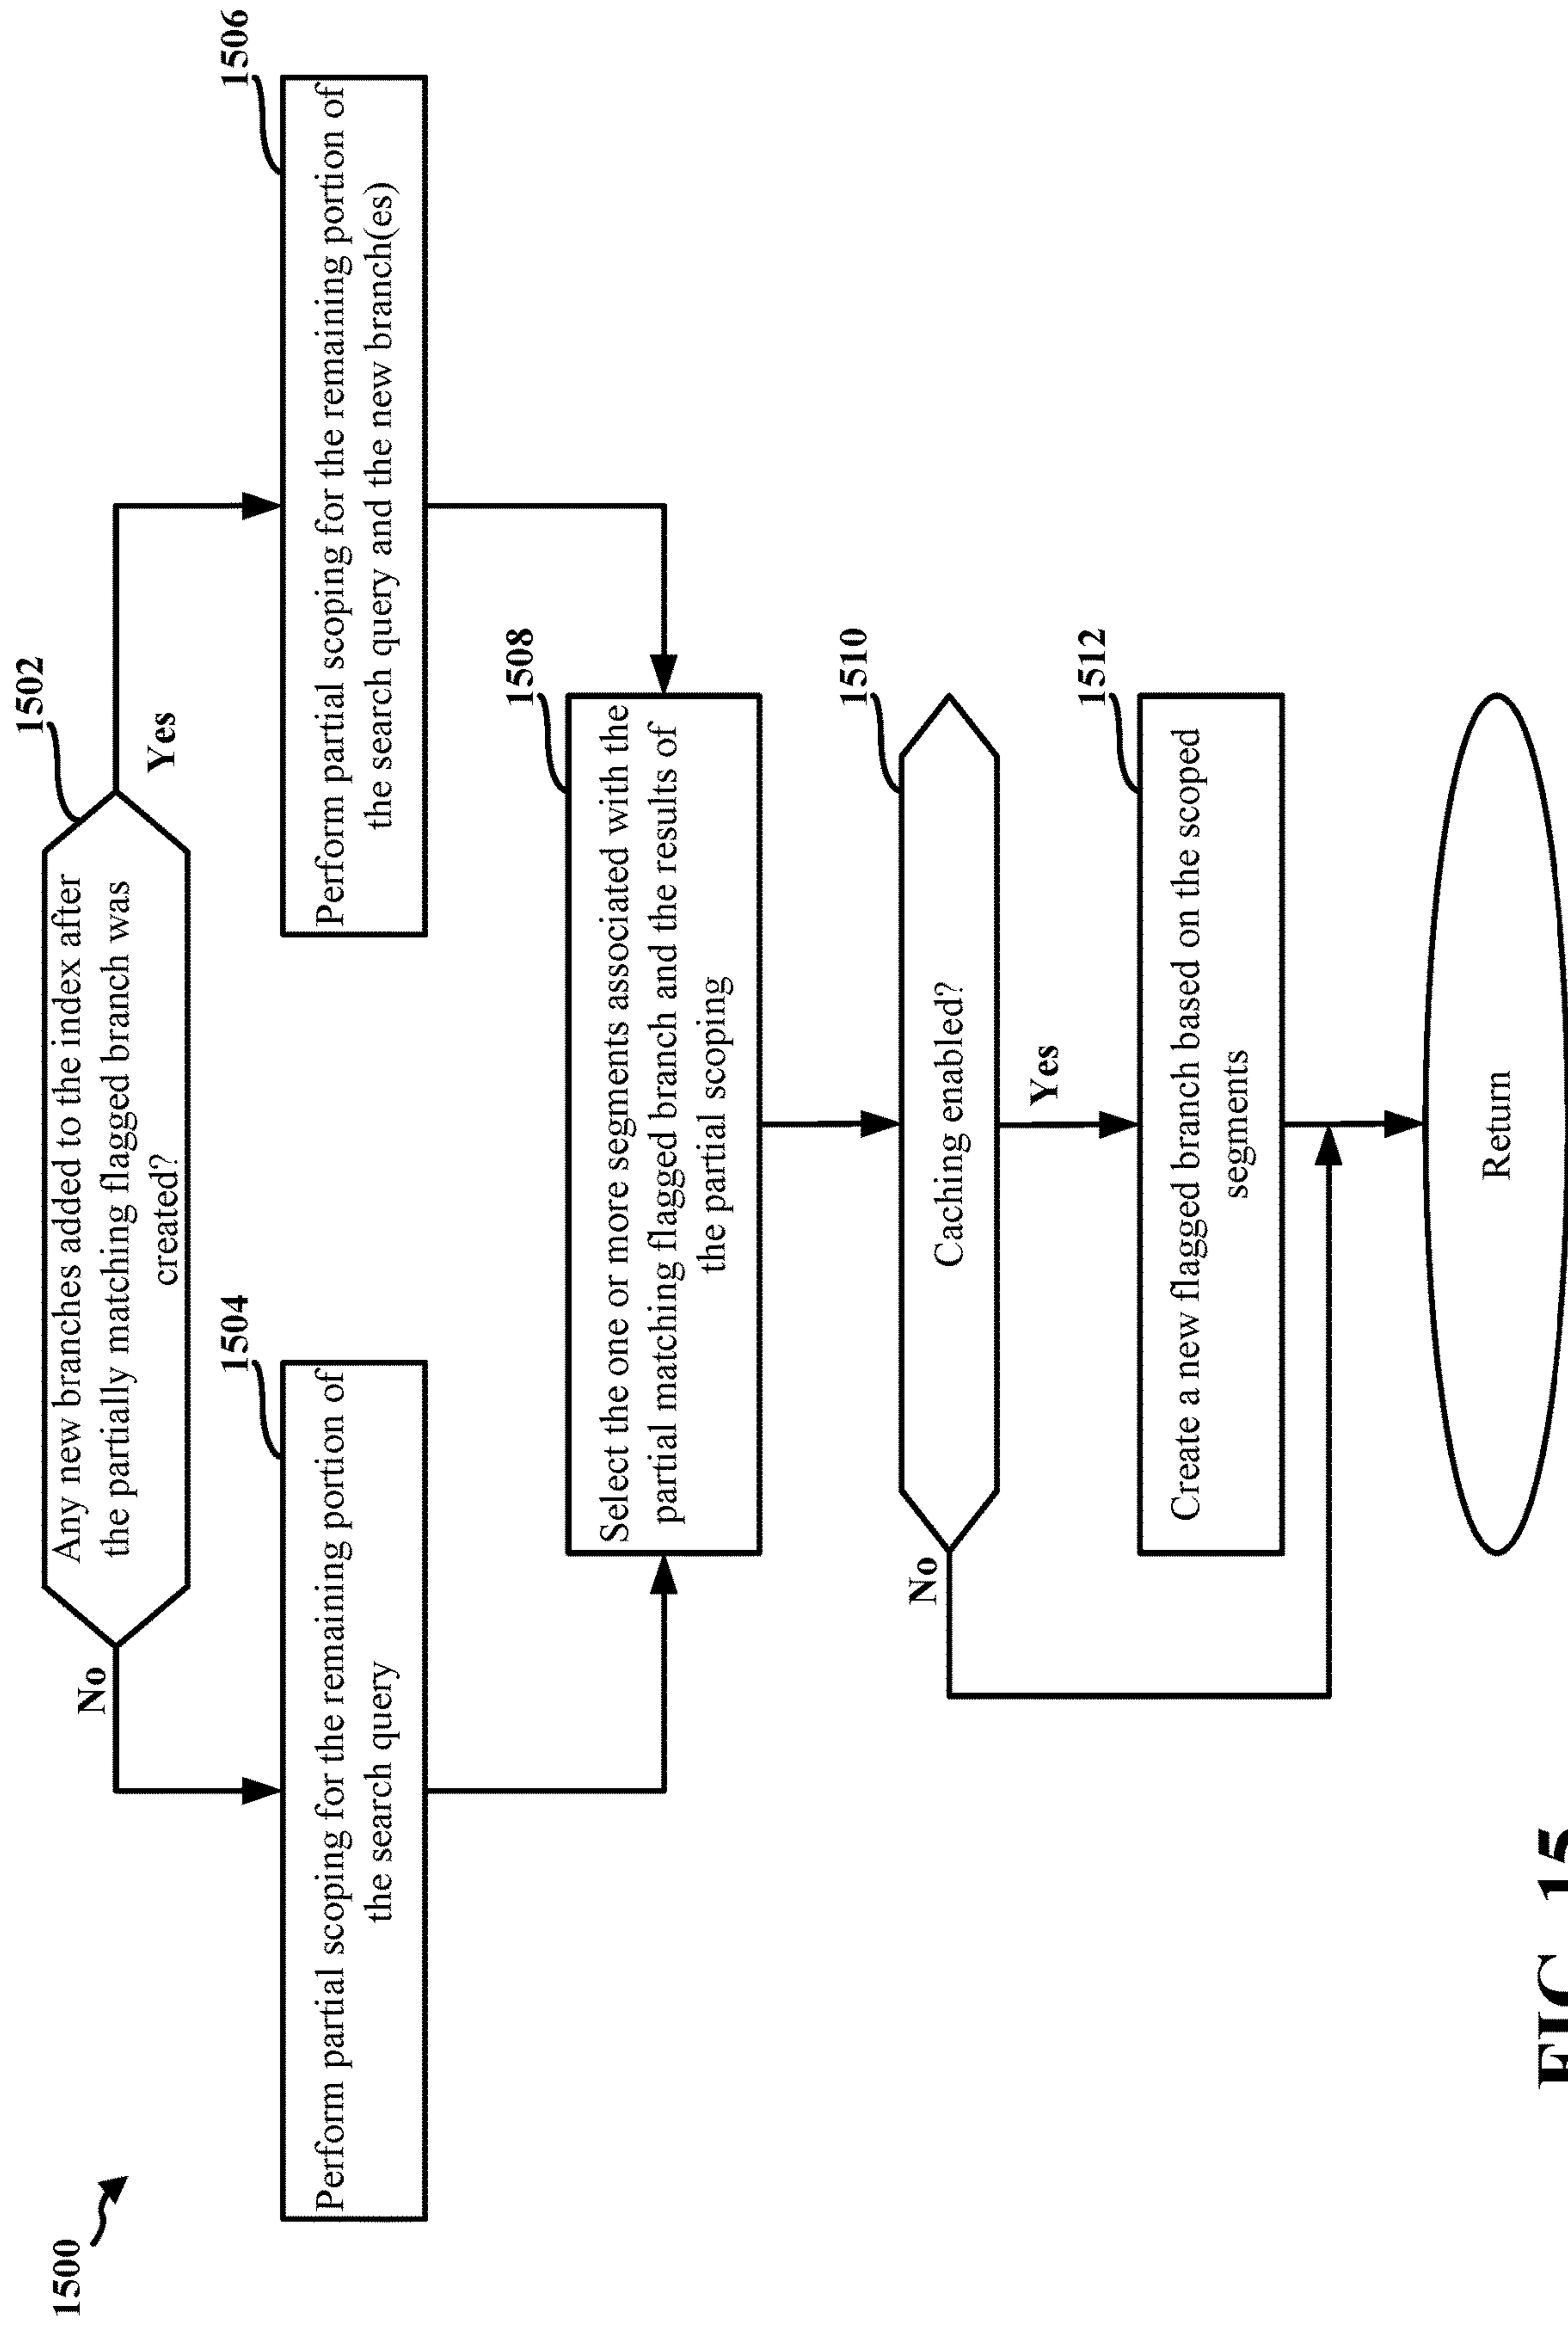 1500
1502
Any new branches added to the index after
the partially matching flagged branch was
created?
No
Yes
1504
Perform partial scoping for the remaining portion of
the search query
1506
Perform partial scoping for the remaining portion of
the search query and the new branch(es)
1508
Select the one or more segments associated with the
partial matching flagged branch and the results of
the partial scoping
1510
Caching enabled?
No
Yes
1512
Create a new flagged branch based on the scoped
segments
Return
FIG. 15